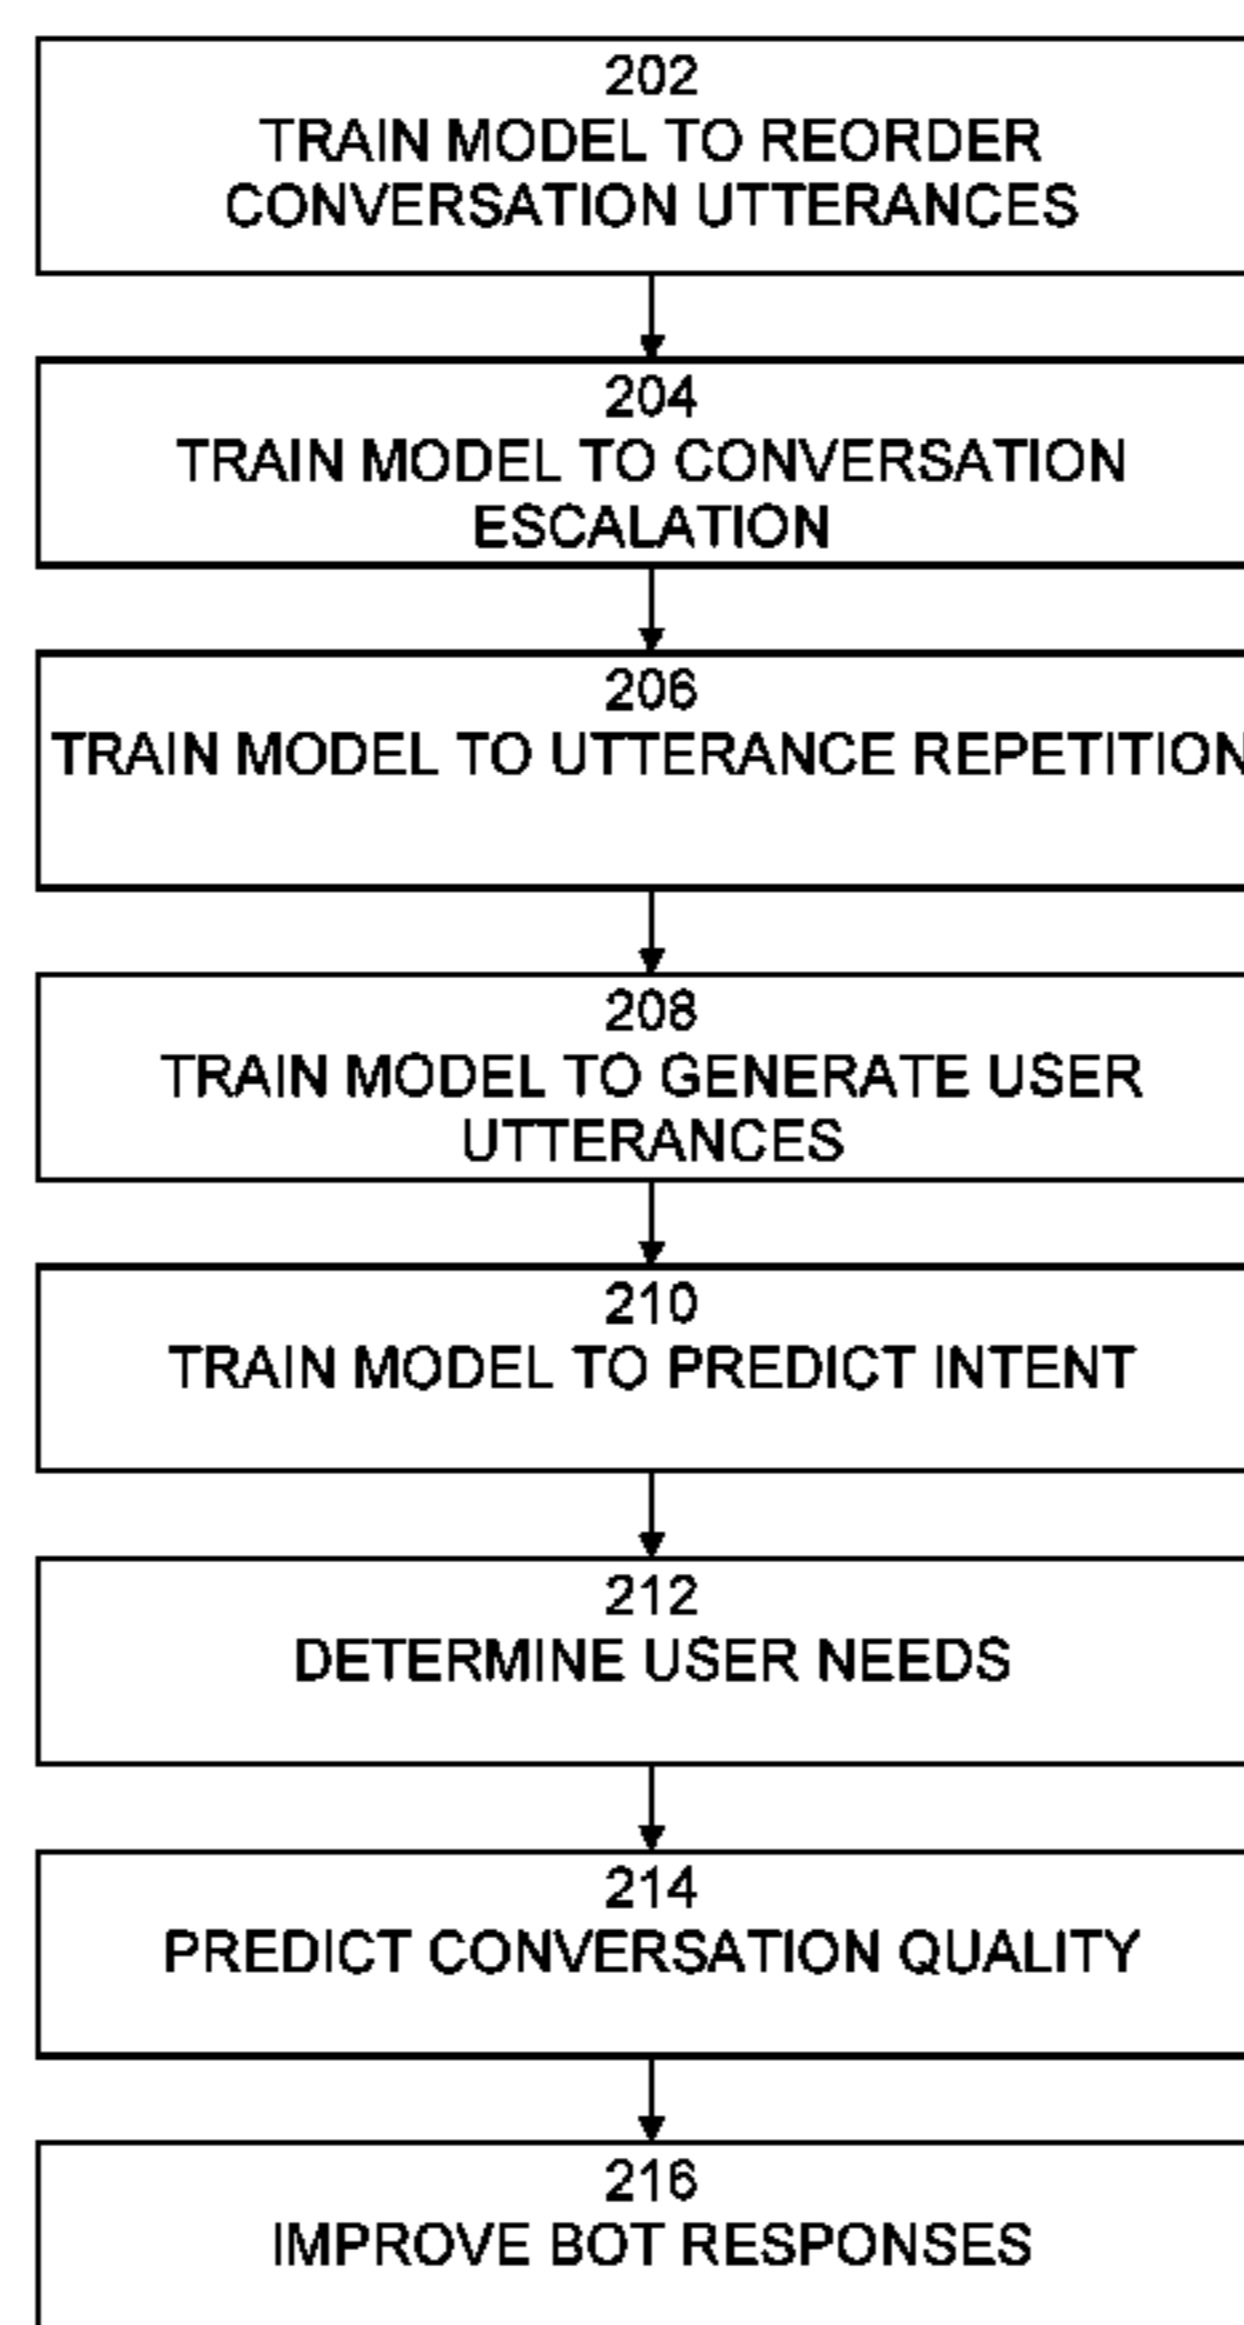 202
TRAIN MODEL TO REORDER
CONVERSATION UTTERANCES
204
TRAIN MODEL TO CONVERSATION
ESCALATION
206
TRAIN MODEL TO UTTERANCE REPETITION
208
TRAIN MODEL TO GENERATE USER
UTTERANCES
210
TRAIN MODEL TO PREDICT INTENT
212
DETERMINE USER NEEDS
214
PREDICT CONVERSATION QUALITY
216
IMPROVE BOT RESPONSES